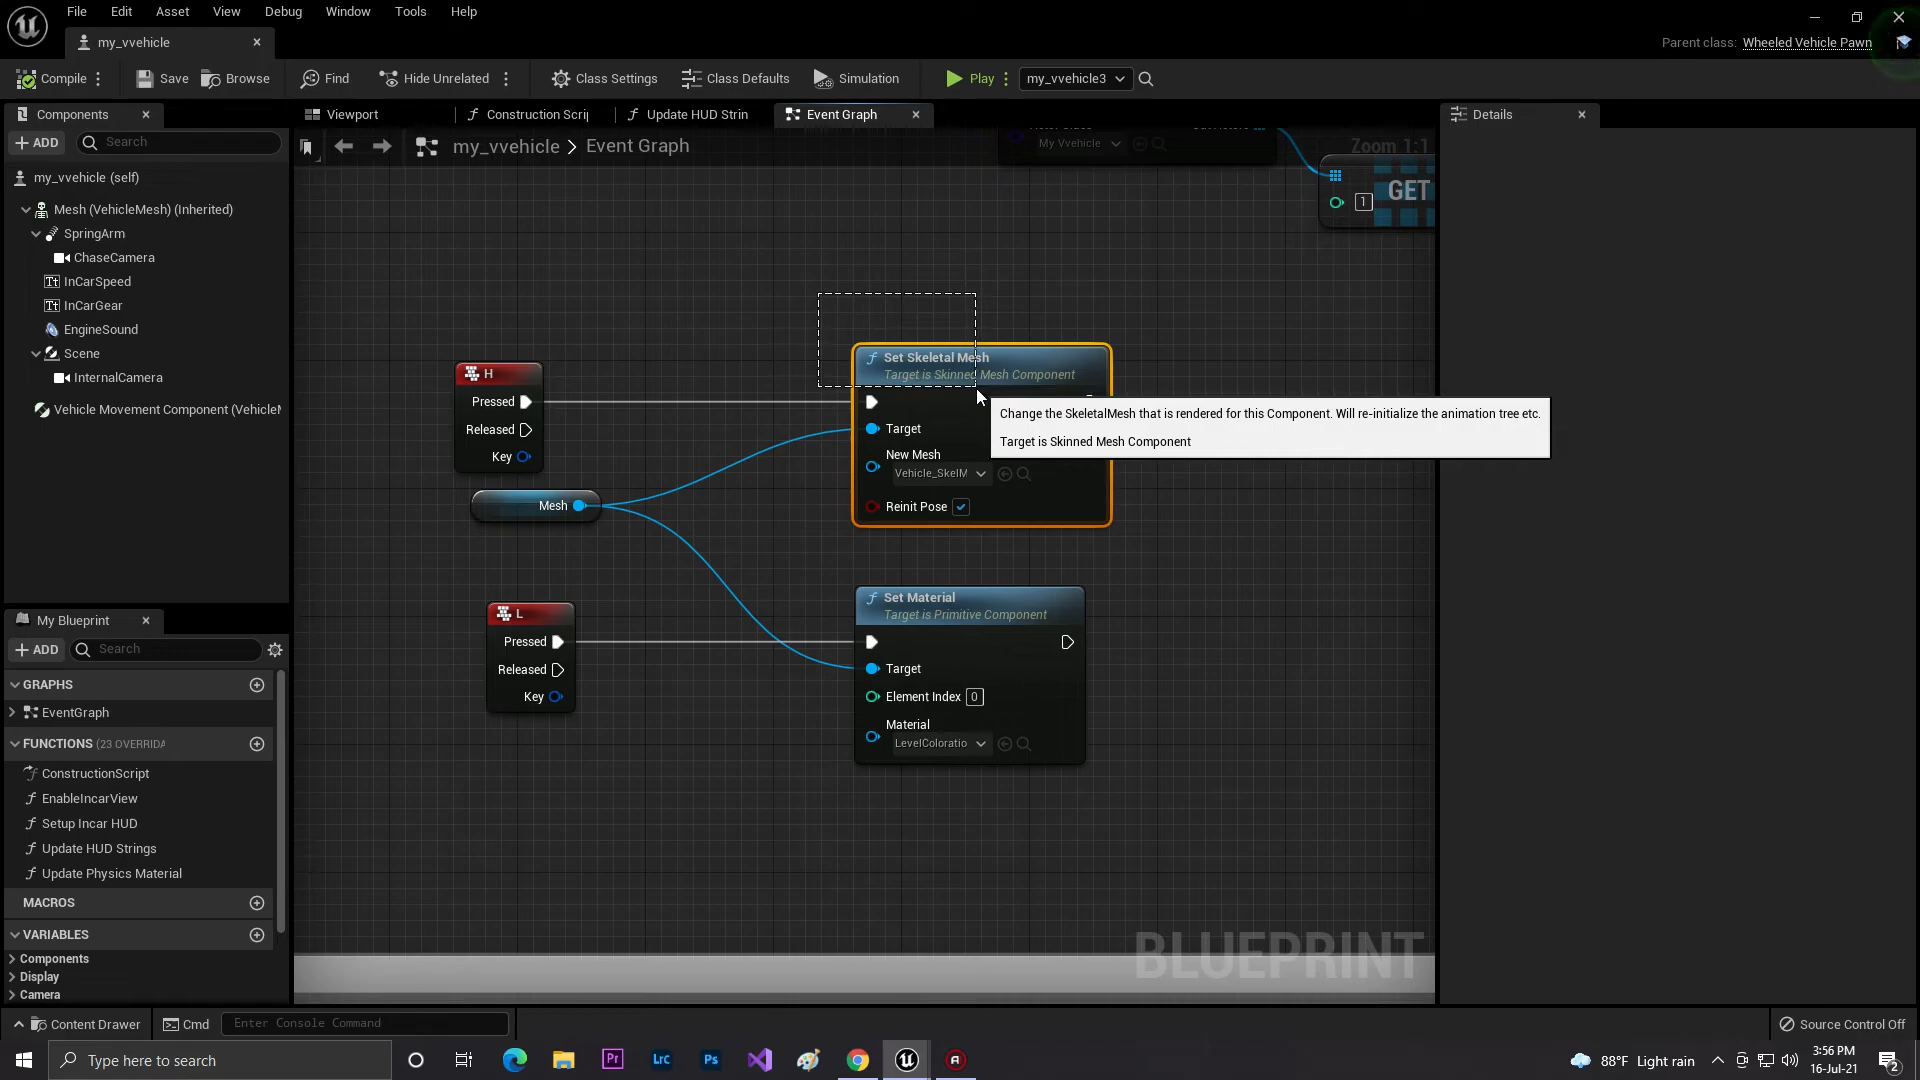 File Edit Asset View Debug Window Tools Help
my_vvehicle
Parent class: Wheeled Vehicle Pawn
Compile Save Browse Find Hide Unrelated Class Settings Class Defaults Simulation Play my_vvehicle3
Components
Viewport Construction Scrij Update HUD Strin Event Graph
Details
ADD Search
my_vvehicle > Event Graph
My Vvehicle
Zoom 1:1
my_vvehicle (self)
GET
1
Mesh (VehicleMesh) (Inherited)
SpringArm
ChaseCamera
InCarSpeed
InCarGear
EngineSound
Scene
InternalCamera
Vehicle Movement Component (Vehicle
H
Pressed
Released
Key
Mesh
Set Skeletal Mesh
Target is Skinned Mesh Component
Target
New Mesh
Vehicle_SkelM
Reinit Pose
Change the SkeletalMesh that is rendered for this Component. Will re-initialize the animation tree etc.
Target is Skinned Mesh Component
L
Pressed
Released
Key
Set Material
Target is Primitive Component
Target
Element Index 0
Material
LevelColoratio
BLUEPRINT
My Blueprint
ADD Search
GRAPHS
EventGraph
FUNCTIONS (23 OVERRIDA
ConstructionScript
EnableIncarView
Setup Incar HUD
Update HUD Strings
Update Physics Material
MACROS
VARIABLES
Components
Display
Camera
Content Drawer Cmd Enter Console Command
Source Control Off
Type here to search
Pr Lrc Ps
88°F Light rain
3:56 PM
16-Jul-21
2